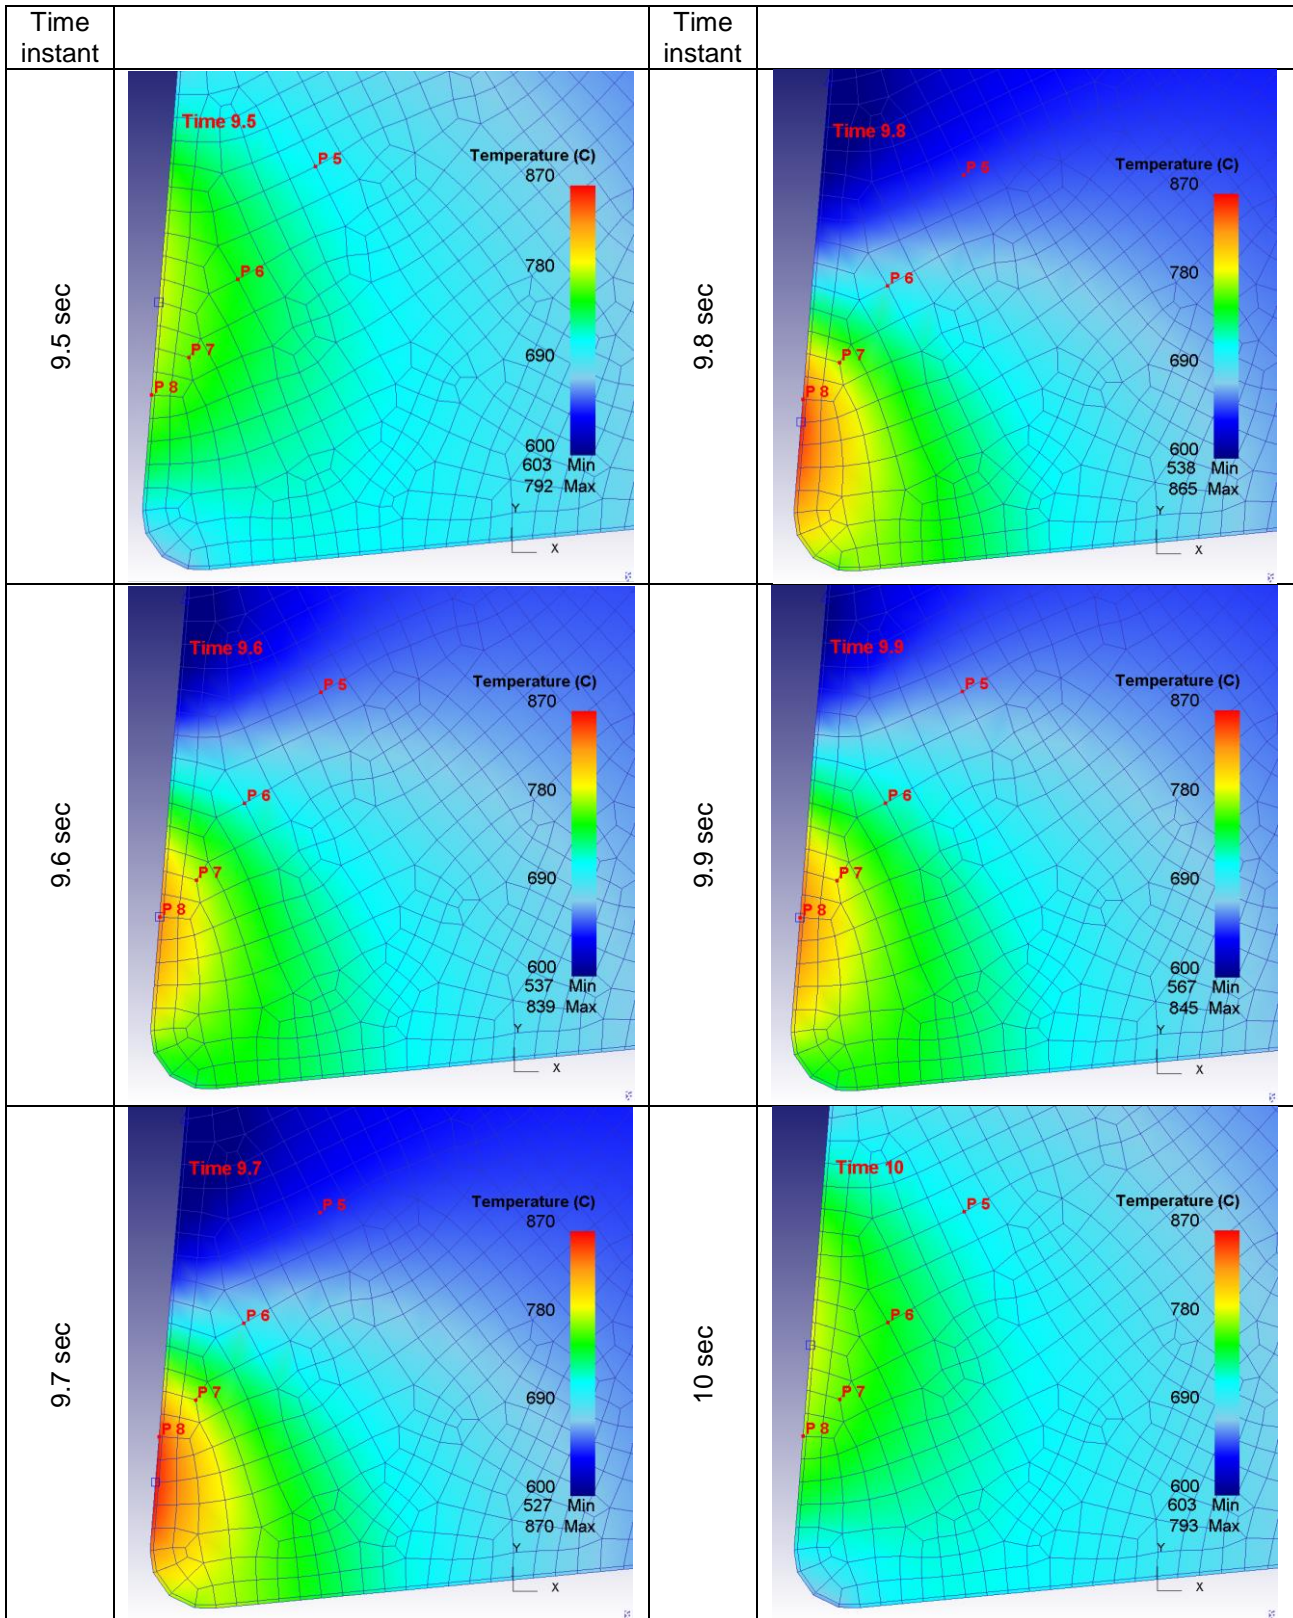 Time instant
Time instant
9.5 sec
Time 9.5
P 5
P 6
P 7
P 8
Temperature (C)
870
780
690
600
603 Min
792 Max
Y
X
9.8 sec
Time 9.8
P 5
P 6
P 7
P 8
Temperature (C)
870
780
690
600
538 Min
865 Max
Y
X
9.6 sec
Time 9.6
P 5
P 6
P 7
P 8
Temperature (C)
870
780
690
600
537 Min
839 Max
Y
X
9.9 sec
Time 9.9
P 5
P 6
P 7
P 8
Temperature (C)
870
780
690
600
567 Min
845 Max
Y
X
9.7 sec
Time 9.7
P 5
P 6
P 7
P 8
Temperature (C)
870
780
690
600
527 Min
870 Max
Y
X
10 sec
Time 10
P 5
P 6
P 7
P 8
Temperature (C)
870
780
690
600
603 Min
793 Max
Y
X